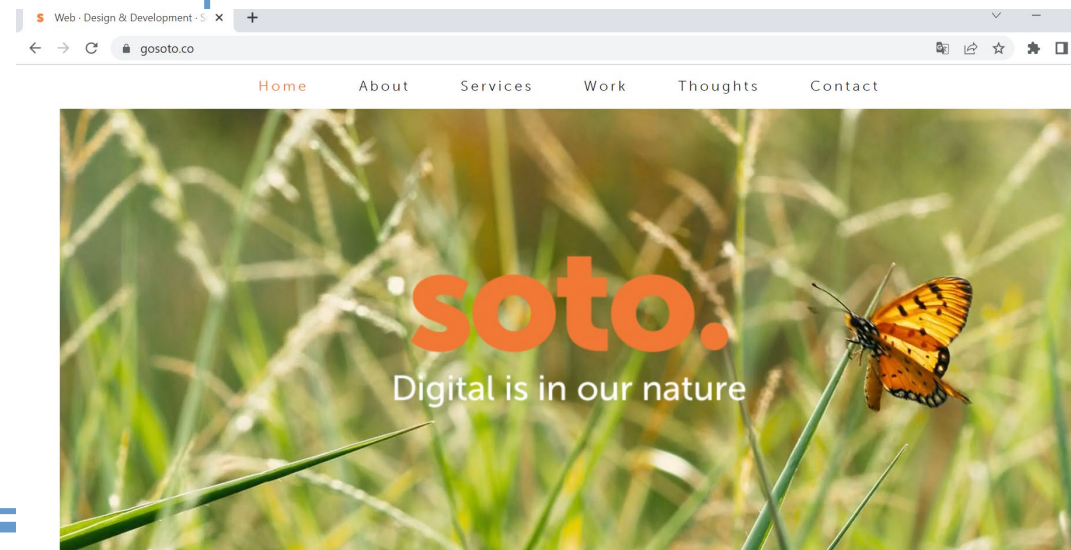 s Web · Design & Development · S
gosoto.co
Home About Services Work Thoughts Contact
soto.
Digital is in our nature